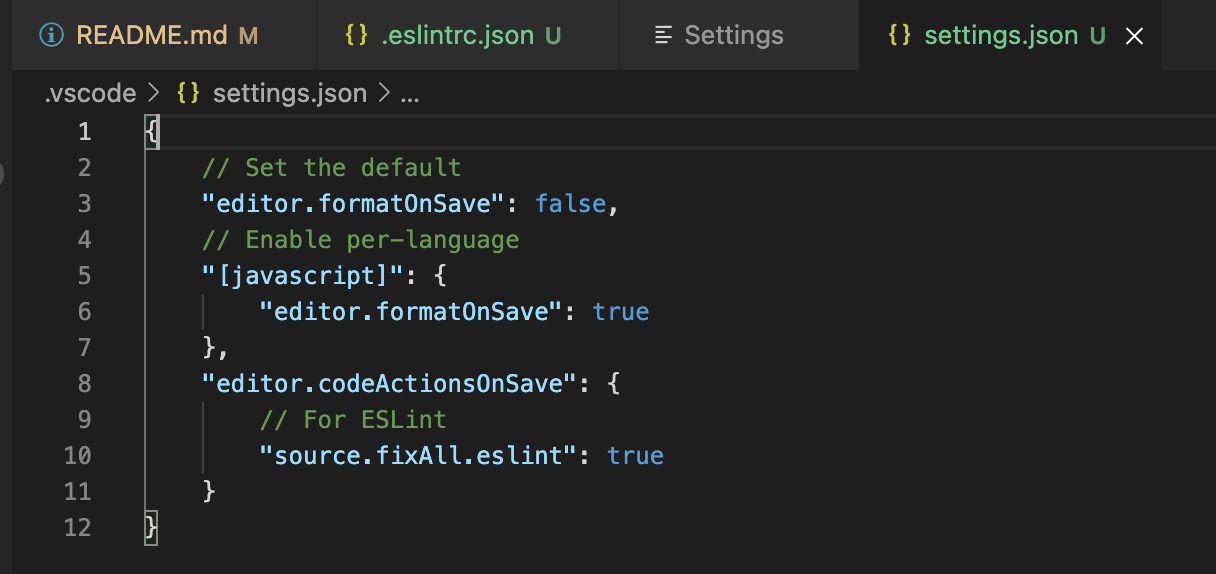 README.md M {} .eslintrc.json U Settings {} settings.json U
.vscode > {} settings.json > ...
1 {
2 // Set the default
3 "editor.formatOnSave": false,
4 // Enable per-language
5 "[javascript]": {
6 "editor.formatOnSave": true
7 },
8 "editor.codeActionsOnSave": {
9 // For ESLint
10 "source.fixAll.eslint": true
11 }
12 }